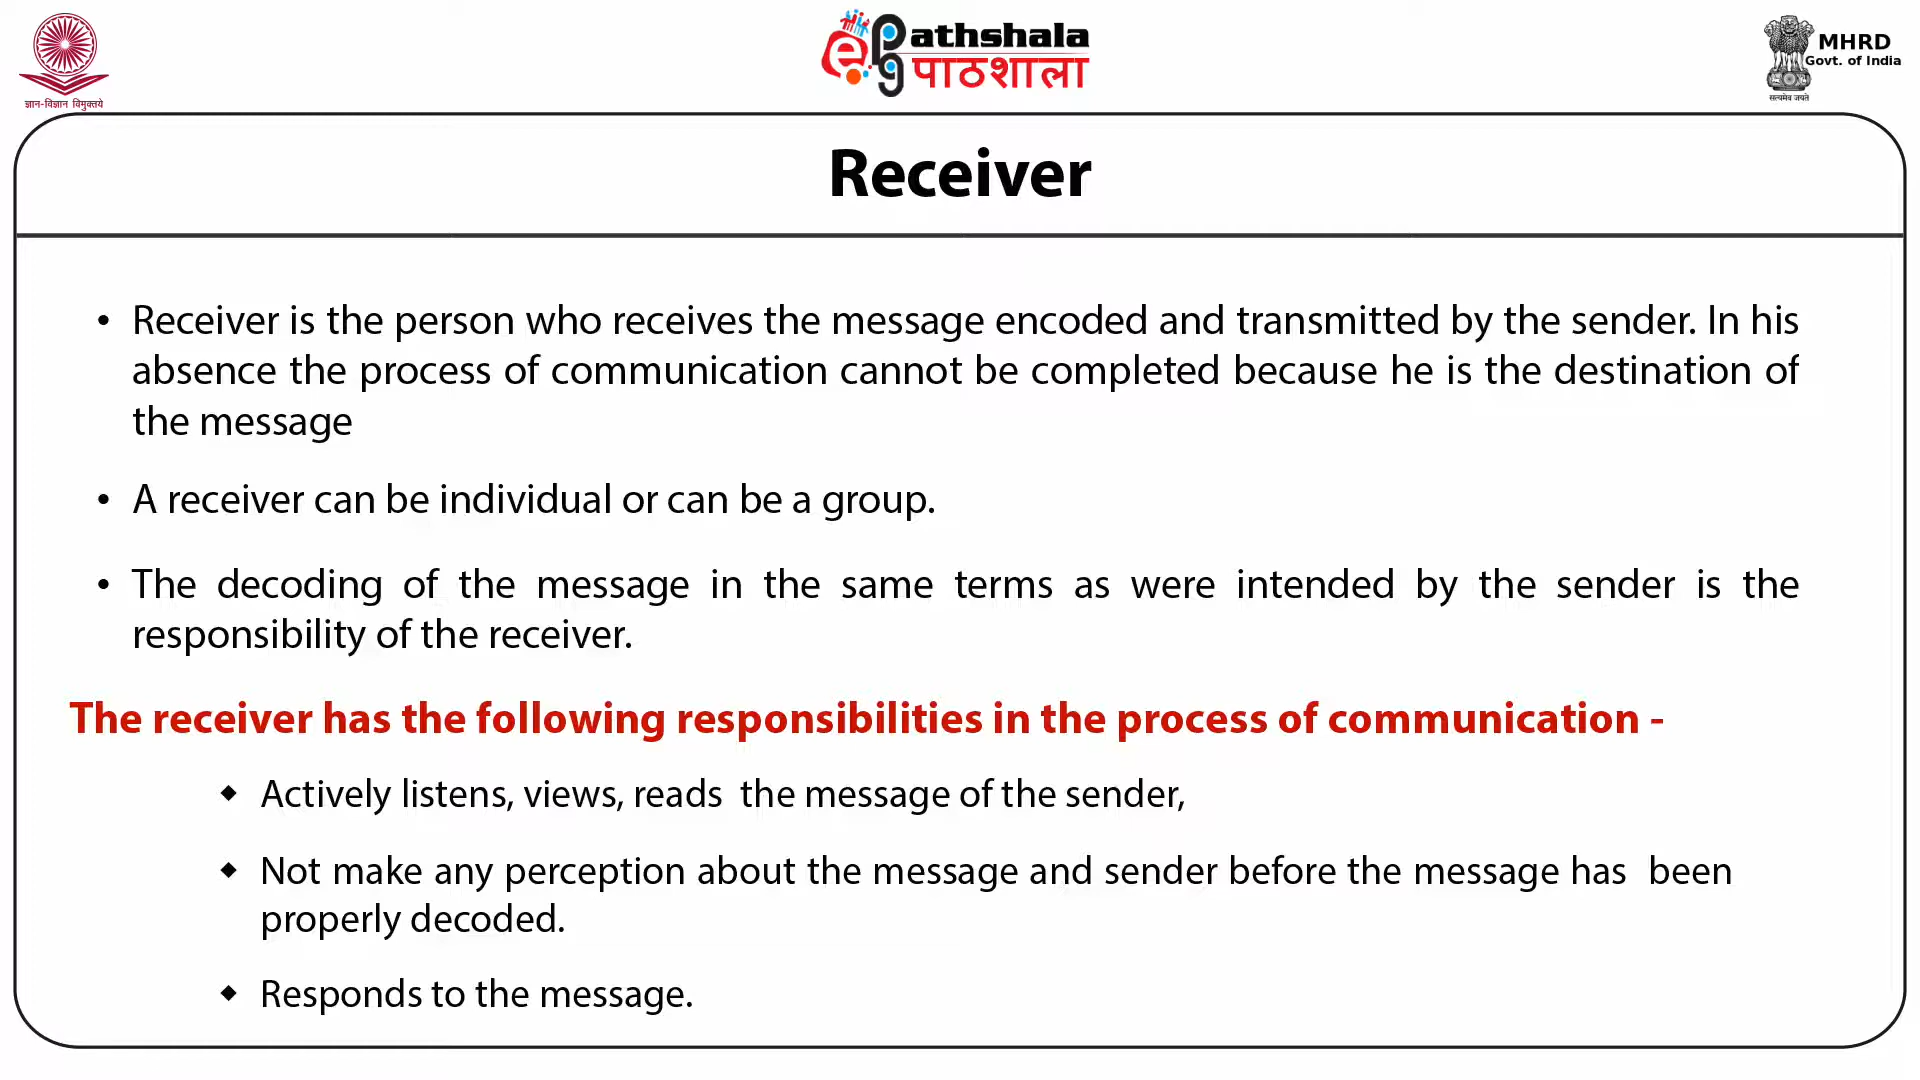 ज्ञान-विज्ञान विमुक्तये
e Pg athshala
पाठशाला
MHRD
Govt. of India
सत्यमेव जयते
Receiver
• Receiver is the person who receives the message encoded and transmitted by the sender. In his
absence the process of communication cannot be completed because he is the destination of
the message
• A receiver can be individual or can be a group.
• The decoding of the message in the same terms as were intended by the sender is the
responsibility of the receiver.
The receiver has the following responsibilities in the process of communication -
◆ Actively listens, views, reads  the message of the sender,
◆ Not make any perception about the message and sender before the message has  been
properly decoded.
◆ Responds to the message.